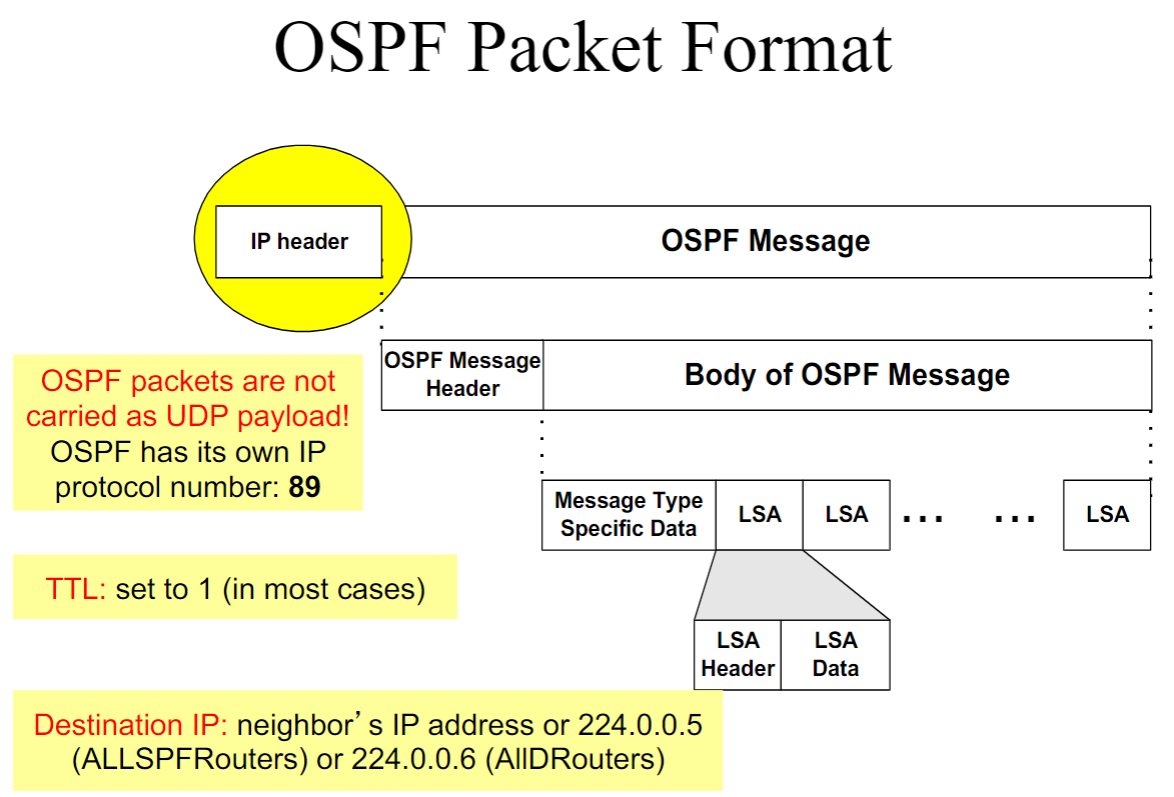 OSPF Packet Format
IP header
OSPF Message
OSPF Message
Header
Body of OSPF Message
OSPF packets are not
carried as UDP payload!
OSPF has its own IP
protocol number: 89
Message Type
Specific Data
LSA
LSA
... ...
LSA
TTL: set to 1 (in most cases)
LSA
Header
LSA
Data
Destination IP: neighbor’s IP address or 224.0.0.5
(ALLSPFRouters) or 224.0.0.6 (AllDRouters)